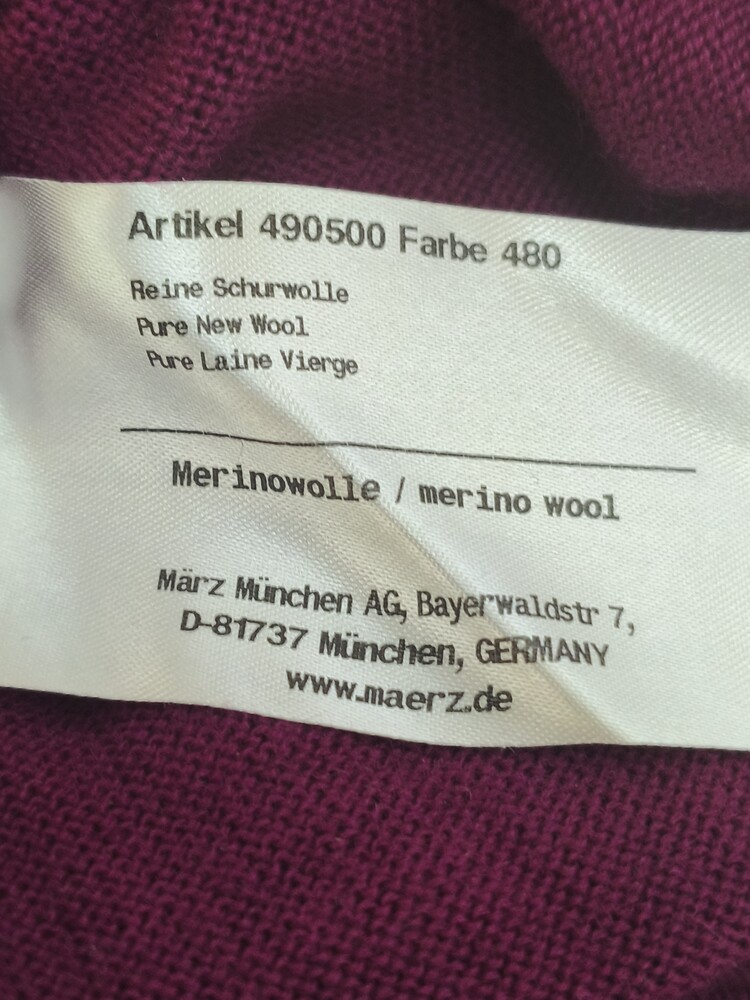 Artikel 490500 Farbe 480
Reine Schurwolle
Pure New Wool
Pure Laine Vierge
Merinowolle / merino wool
März München AG, Bayerwaldstr 7,
D-81737 München, GERMANY
www.maerz.de